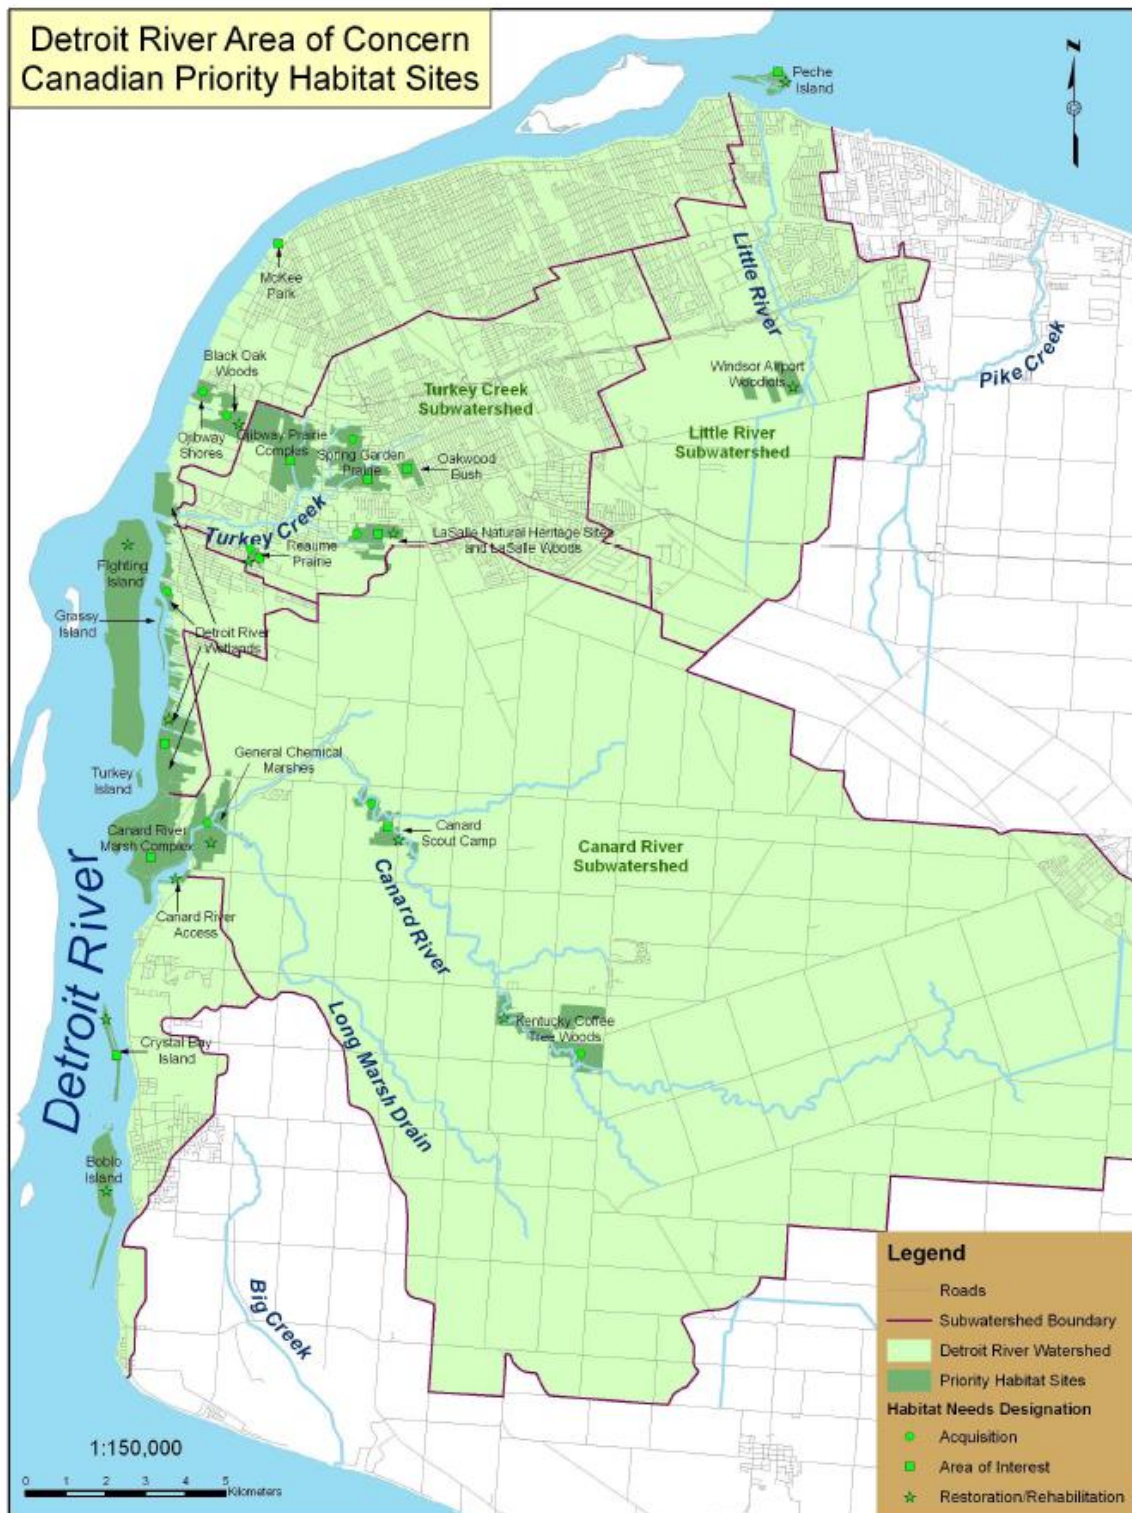 Detroit River Area of Concern
Canadian Priority Habitat Sites
N
Peche
Island
McKee
Park
Little River
Pike Creek
Black Oak
Woods
Windsor Airport
Woodlots
Turkey Creek
Subwatershed
Little River
Subwatershed
Ojibway
Shores
Ojibway Prairie
Complex
Spring Garden
Prairie
Oakwood
Bush
Turkey Creek
LaSalle Natural Heritage Sites
and LaSalle Woods
Reaume
Prairie
Fighting
Island
Grassy
Island
Detroit River
Wetlands
General Chemical
Marshes
Turkey
Island
Canard River
Marsh Complex
Canard
Scout Camp
Canard River
Subwatershed
Canard River
Canard River
Access
Detroit River
Long Marsh Drain
Kentucky Coffee
Tree Woods
Crystal Bay
Island
Boblo
Island
Big Creek
Legend
Roads
Subwatershed Boundary
Detroit River Watershed
Priority Habitat Sites
Habitat Needs Designation
Acquisition
Area of Interest
Restoration/Rehabilitation
1:150,000
0 1 2 3 4 5
Kilometers